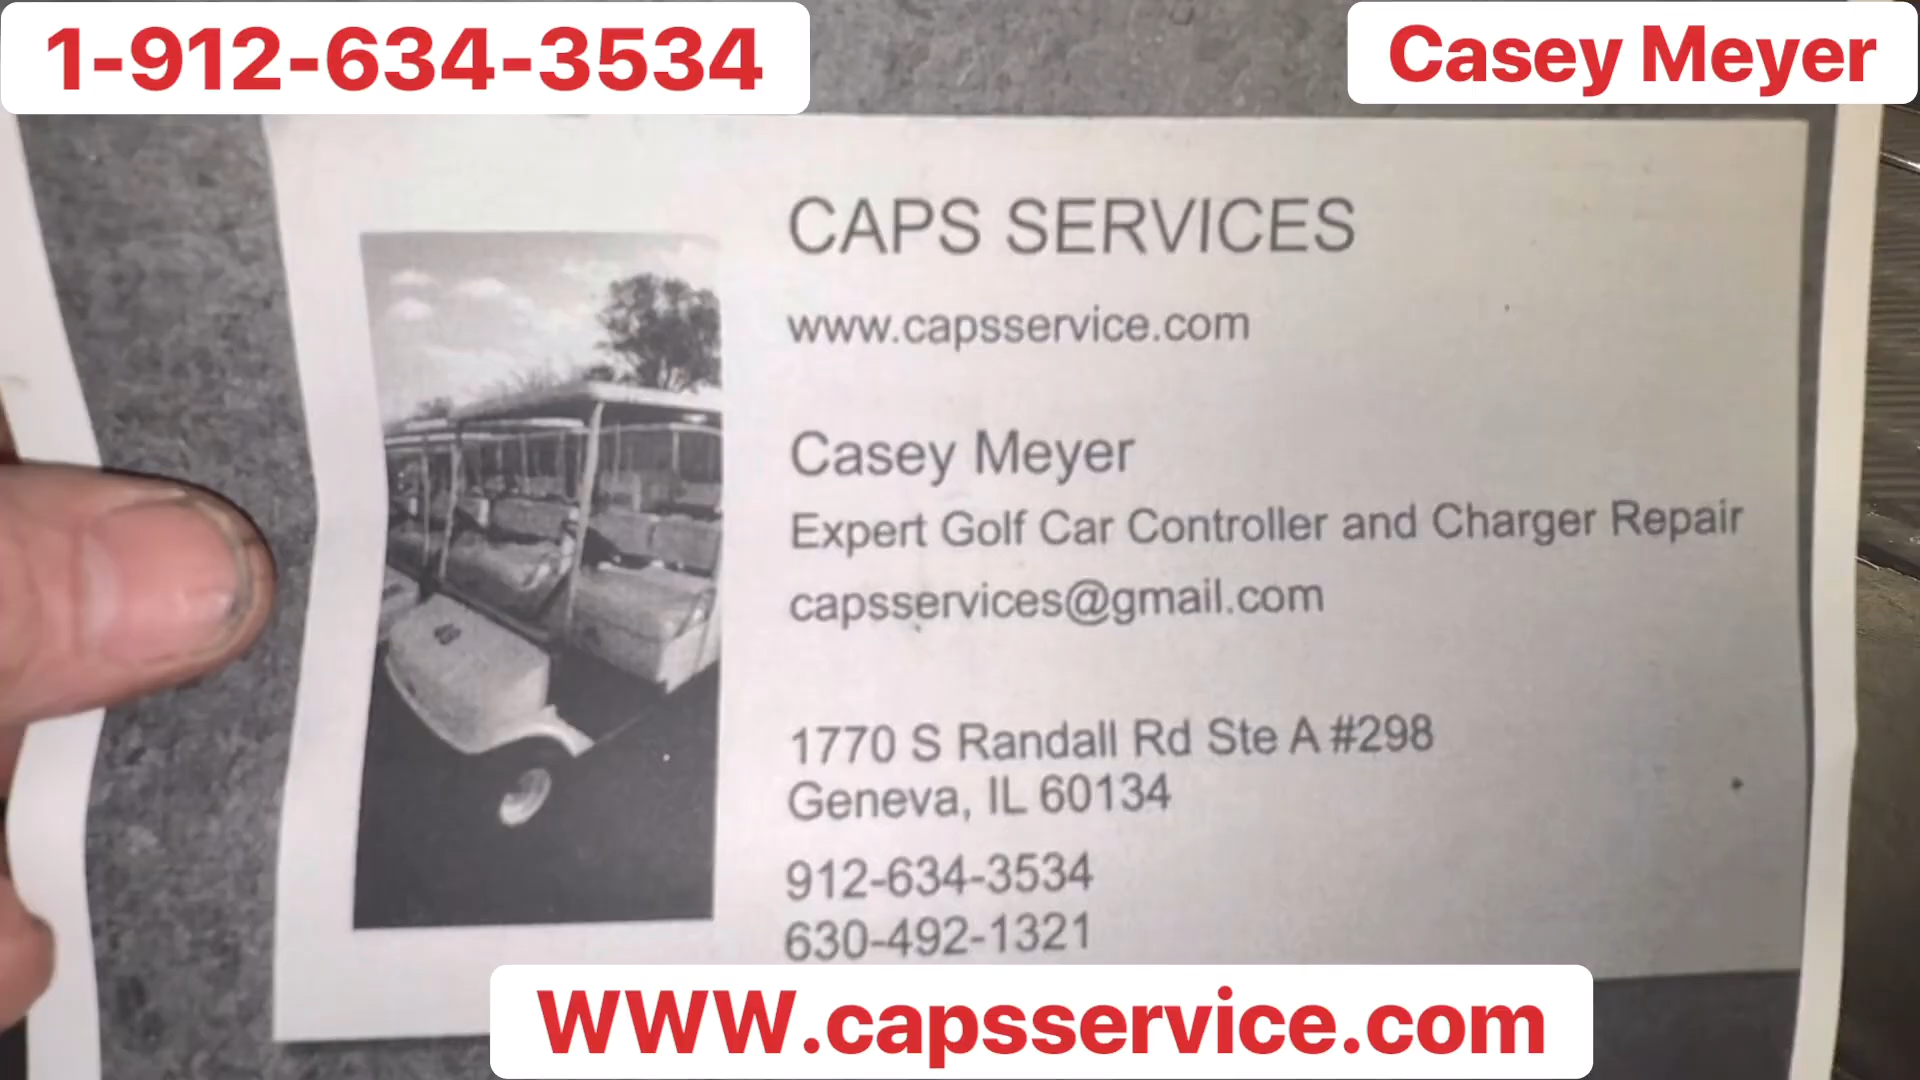 1-912-634-3534
Casey Meyer
CAPS SERVICES
www.capsservice.com
Casey Meyer
Expert Golf Car Controller and Charger Repair
capsservices@gmail.com
1770 S Randall Rd Ste A #298
Geneva, IL 60134
912-634-3534
630-492-1321
WWW.capsservice.com